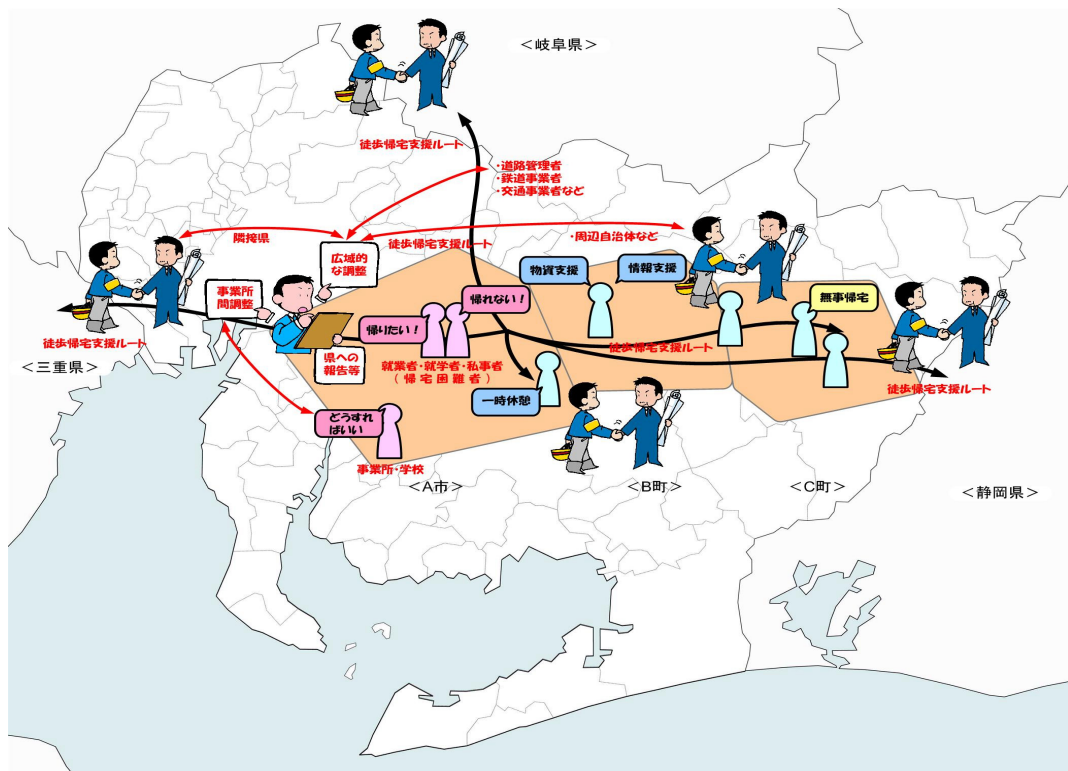 ＜岐阜県＞
徒歩帰宅支援ルート
・道路管理者
・鉄道事業者
・交通事業者など
隣接県
広域的
な調整
徒歩帰宅支援ルート
・周辺自治体など
物資支援
情報支援
事業所
間調整
帰りたい！
帰れない！
無事帰宅
徒歩帰宅支援ルート
＜三重県＞
県への
報告等
就業者・就学者・私事者
（帰宅困難者）
徒歩帰宅支援ルート
徒歩帰宅支援ルート
一時休憩
どうすれ
ばいい
事業所・学校
＜A市＞
＜B町＞
＜C町＞
＜静岡県＞